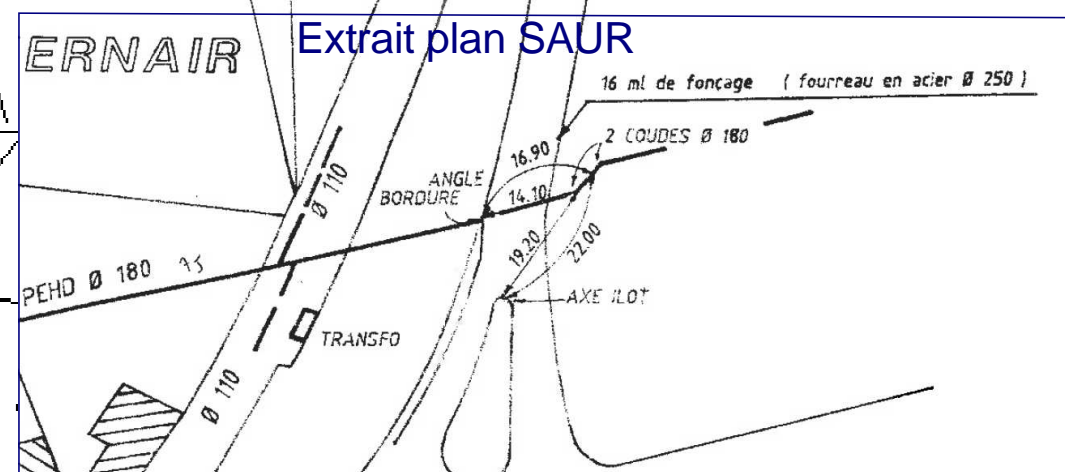 Extrait plan SAUR
ERNAIR
16 ml de fonçage ( fourreau en acier Ø 250 )
2 COUDES Ø 180
16.90
ANGLE
BORDURE
14.10
Ø 110
19.20
22.00
PEHD Ø 180
AXE ILOT
TRANSFO
Ø 110